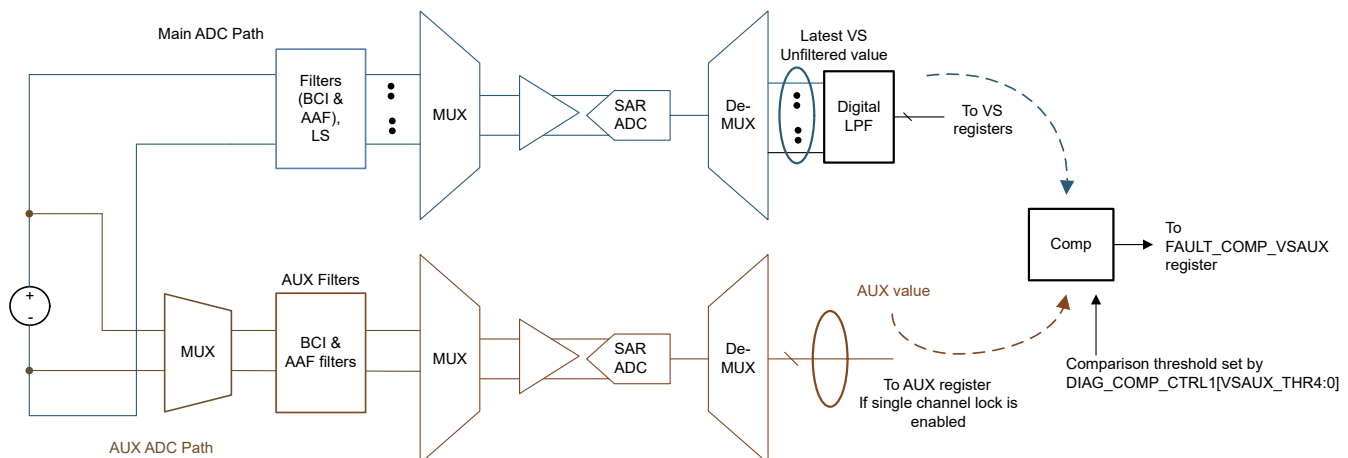 Main ADC Path
Filters
(BCI &
AAF),
LS
MUX
SAR
ADC
De-
MUX
Latest VS
Unfiltered value
Digital
LPF
To VS
registers
Comp
To
FAULT_COMP_VSAUX
register
Comparison threshold set by
DIAG_COMP_CTRL1[VSAUX_THR4:0]
+
-
MUX
AUX Filters
BCI &
AAF filters
MUX
SAR
ADC
De-
MUX
AUX value
To AUX register
If single channel lock is
enabled
AUX ADC Path